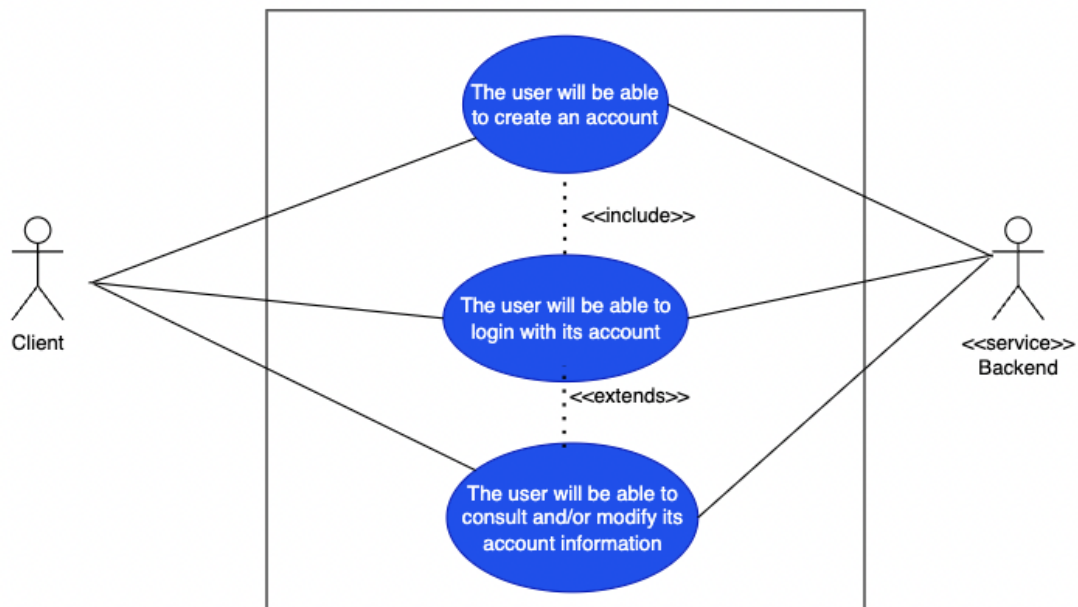 The user will be able
to create an account
<<include>>
The user will be able to
login with its account
Client
<<service>>
Backend
<<extends>>
The user will be able to
consult and/or modify its
account information